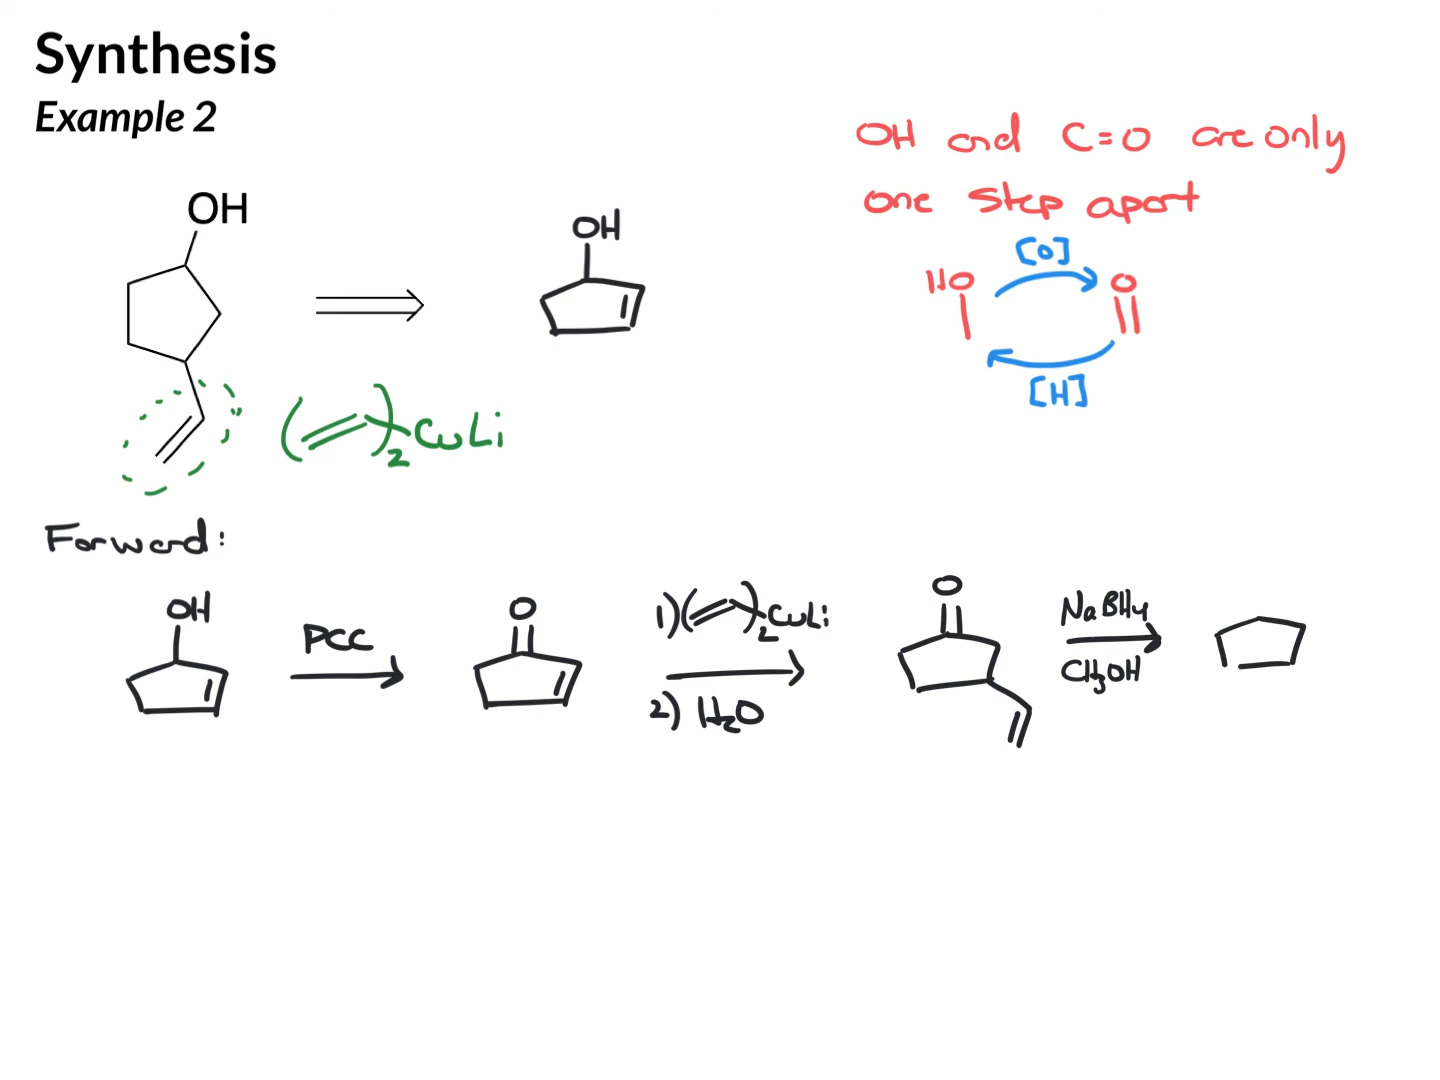 Synthesis
Example 2
OH and C=O are only
one step apart
OH
OH
[O]
HO
O
[H]
( )2CuLi
Forward:
OH
PCC
O
1)( )2CuLi
2) H2O
O
NaBH4
CH3OH